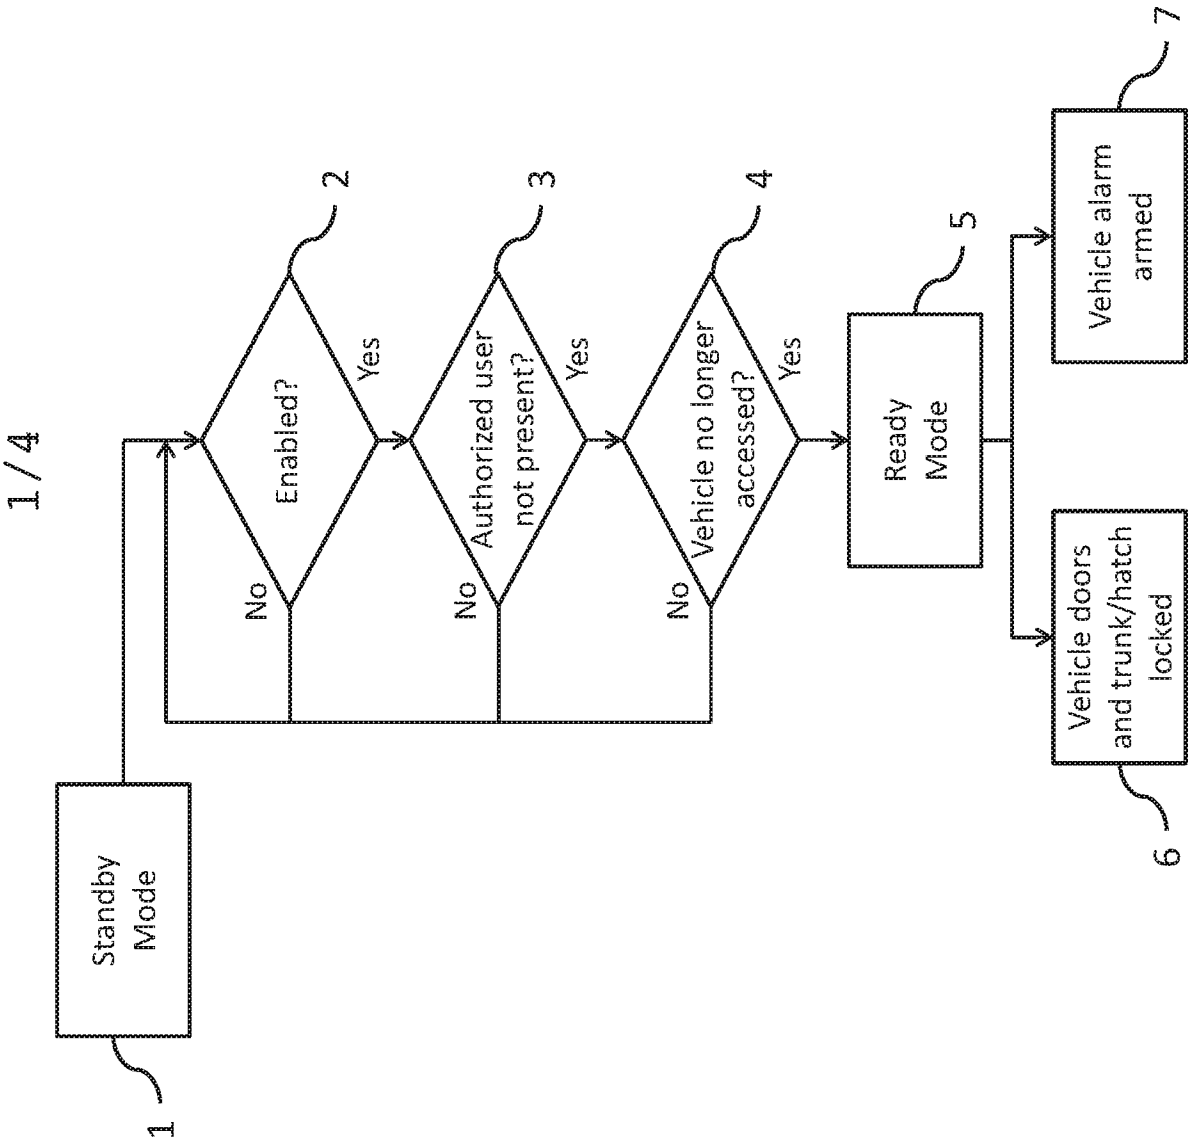 1/4
1
Standby
Mode
2
Enabled?
No
Yes
3
Authorized user
not present?
No
Yes
4
Vehicle no longer
accessed?
No
Yes
5
Ready
Mode
6
Vehicle doors
and trunk/hatch
locked
7
Vehicle alarm
armed